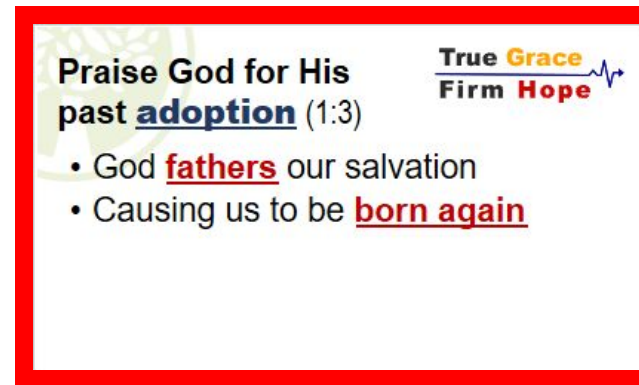 Praise God for His
past adoption (1:3)
True Grace
Firm Hope
• God fathers our salvation
• Causing us to be born again